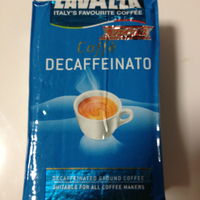 LAVAZZA
ITALY'S FAVOURITE COFFEE
Caffè
DECAFFEINATO
DECAFFEINATED GROUND COFFEE
SUITABLE FOR ALL COFFEE MAKERS